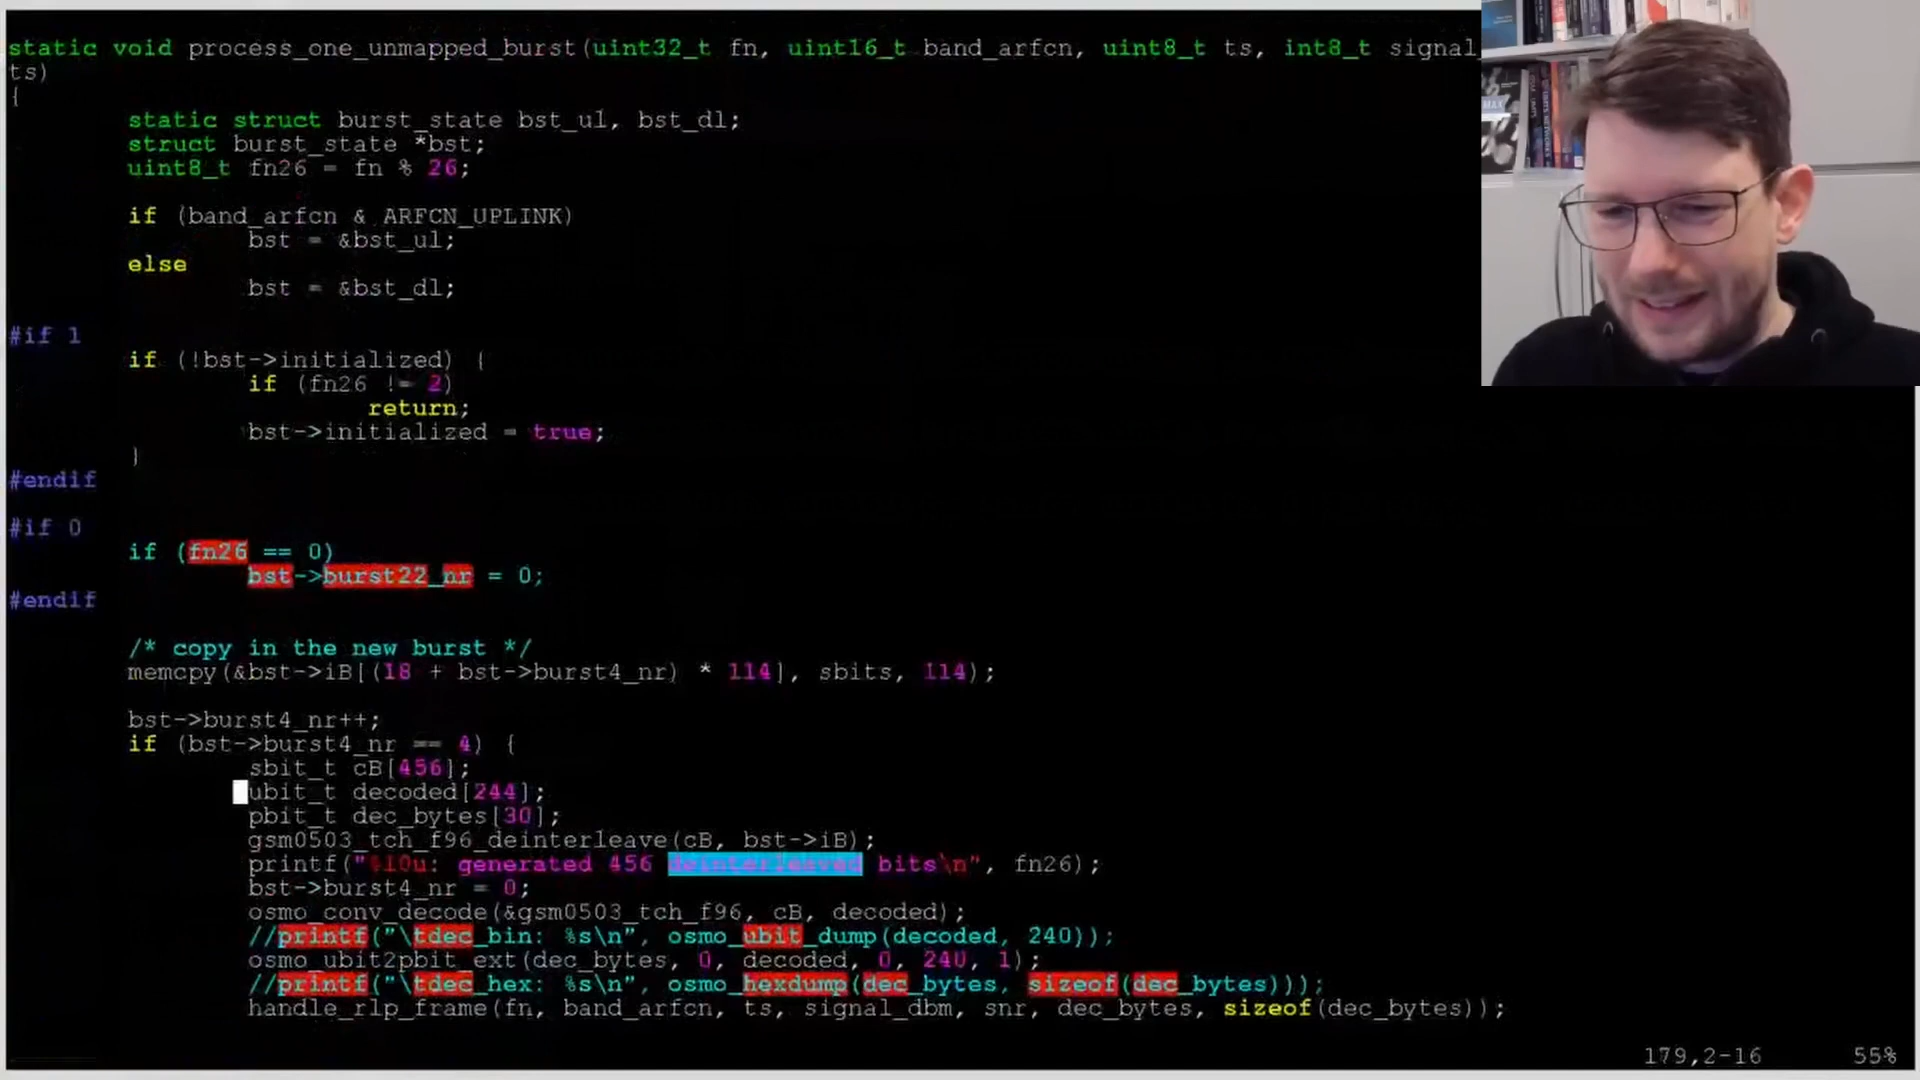 static void process_one_unmapped_burst(uint32_t fn, uint16_t band_arfcn, uint8_t ts, int8_t signal_
ts)
{
static struct burst_state bst_ul, bst_dl;
struct burst_state *bst;
uint8_t fn26 = fn % 26;
if (band_arfcn & ARFCN_UPLINK)
bst = &bst_ul;
else
bst = &bst_dl;
#if 1
if (!bst->initialized) {
if (fn26 != 2)
return;
bst->initialized = true;
}
#endif
#if 0
if (fn26 == 0)
bst->burst22_nr = 0;
#endif
/* copy in the new burst */
memcpy(&bst->iB[(18 + bst->burst4_nr) * 114], sbits, 114);
bst->burst4_nr++;
if (bst->burst4_nr == 4) {
sbit_t cB[456];
ubit_t decoded[244];
pbit_t dec_bytes[30];
gsm0503_tch_f96_deinterleave(cB, bst->iB);
printf("%10u: generated 456 deinterleaved bits\n", fn26);
bst->burst4_nr = 0;
osmo_conv_decode(&gsm0503_tch_f96, cB, decoded);
//printf("\tdec_bin: %s\n", osmo_ubit_dump(decoded, 240));
osmo_ubit2pbit_ext(dec_bytes, 0, decoded, 0, 240, 1);
//printf("\tdec_hex: %s\n", osmo_hexdump(dec_bytes, sizeof(dec_bytes)));
handle_rlp_frame(fn, band_arfcn, ts, signal_dbm, snr, dec_bytes, sizeof(dec_bytes));
179,2-16 55%